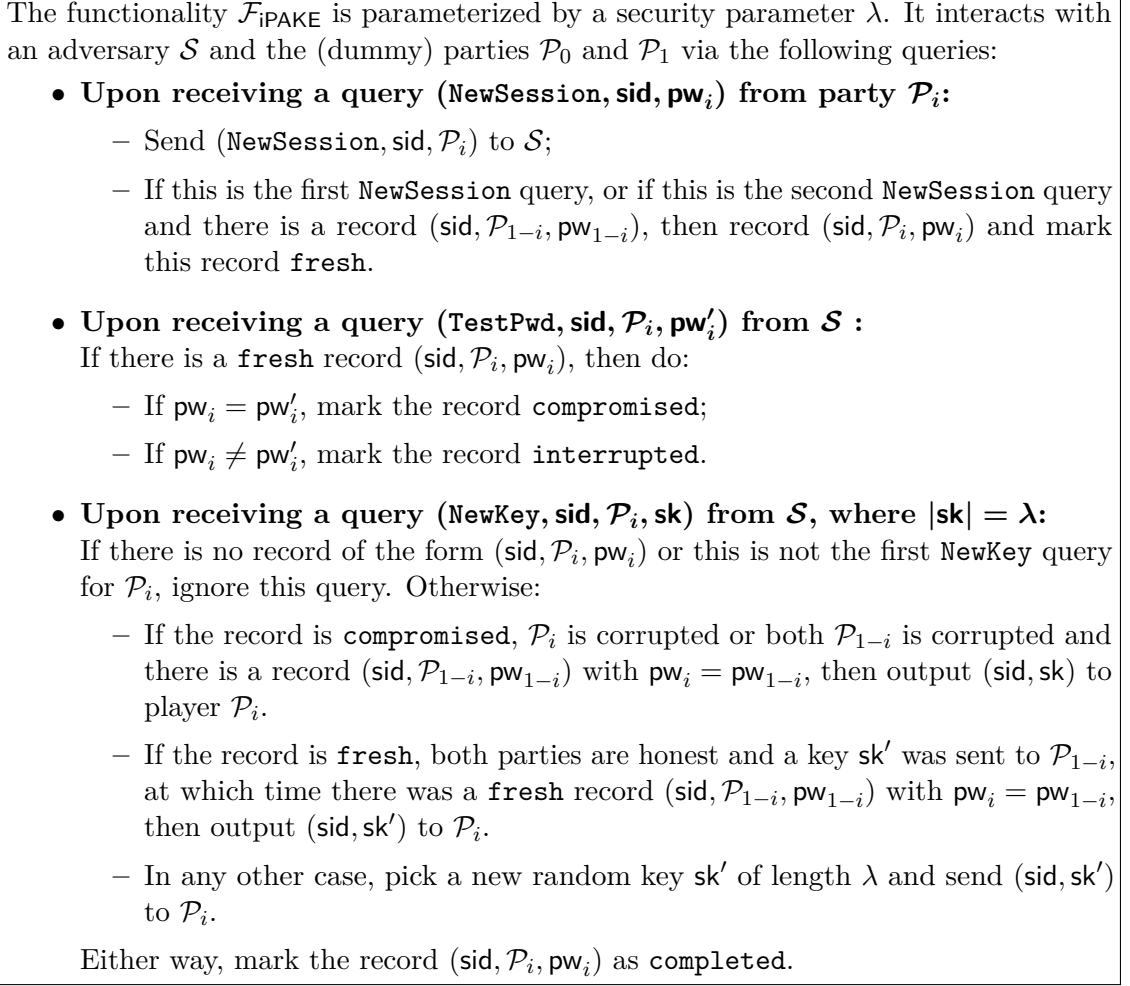 The functionality 𝓕_iPAKE is parameterized by a security parameter λ. It interacts with
an adversary 𝒮 and the (dummy) parties 𝒫₀ and 𝒫₁ via the following queries:
• Upon receiving a query (NewSession, sid, pw_i) from party 𝒫_i:
– Send (NewSession, sid, 𝒫_i) to 𝒮;
– If this is the first NewSession query, or if this is the second NewSession query
and there is a record (sid, 𝒫_{1−i}, pw_{1−i}), then record (sid, 𝒫_i, pw_i) and mark
this record fresh.
• Upon receiving a query (TestPwd, sid, 𝒫_i, pw′_i) from 𝒮 :
If there is a fresh record (sid, 𝒫_i, pw_i), then do:
– If pw_i = pw′_i, mark the record compromised;
– If pw_i ≠ pw′_i, mark the record interrupted.
• Upon receiving a query (NewKey, sid, 𝒫_i, sk) from 𝒮, where |sk| = λ:
If there is no record of the form (sid, 𝒫_i, pw_i) or this is not the first NewKey query
for 𝒫_i, ignore this query. Otherwise:
– If the record is compromised, 𝒫_i is corrupted or both 𝒫_{1−i} is corrupted and
there is a record (sid, 𝒫_{1−i}, pw_{1−i}) with pw_i = pw_{1−i}, then output (sid, sk) to
player 𝒫_i.
– If the record is fresh, both parties are honest and a key sk′ was sent to 𝒫_{1−i},
at which time there was a fresh record (sid, 𝒫_{1−i}, pw_{1−i}) with pw_i = pw_{1−i},
then output (sid, sk′) to 𝒫_i.
– In any other case, pick a new random key sk′ of length λ and send (sid, sk′)
to 𝒫_i.
Either way, mark the record (sid, 𝒫_i, pw_i) as completed.